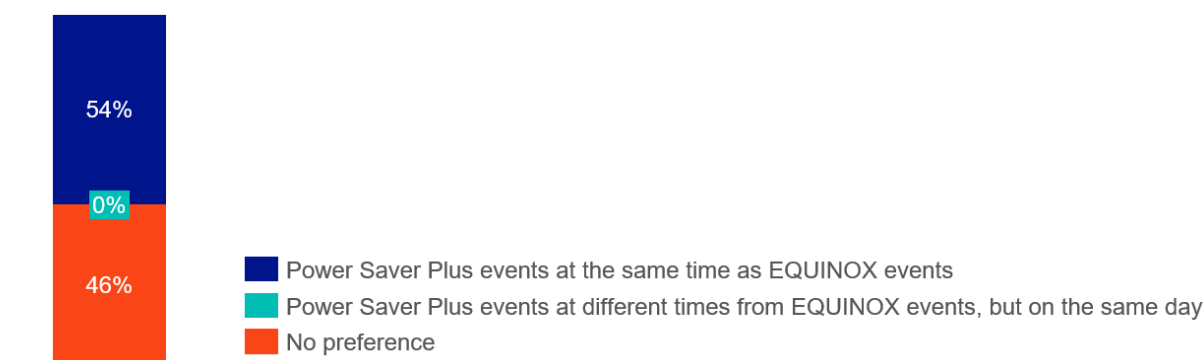 54%
0%
46%
Power Saver Plus events at the same time as EQUINOX events
Power Saver Plus events at different times from EQUINOX events, but on the same day
No preference